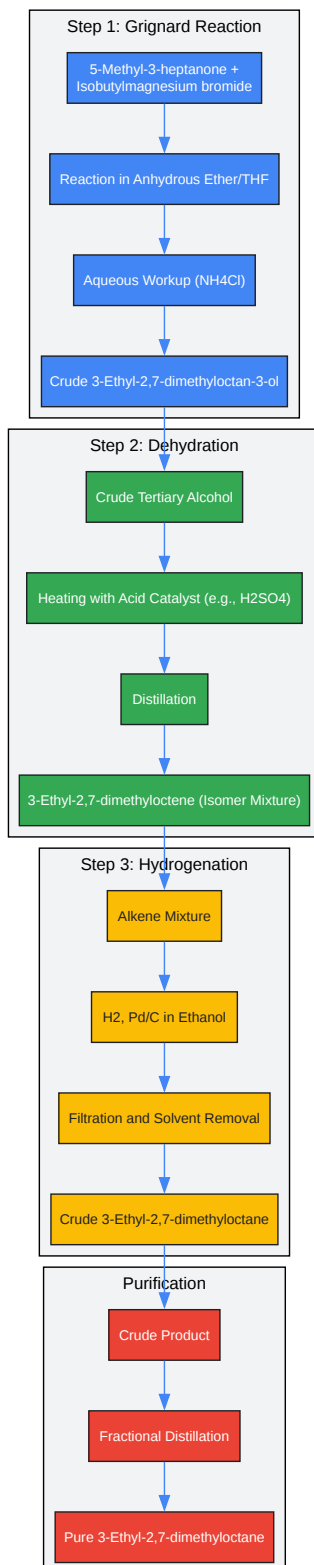 Step 1: Grignard Reaction
5-Methyl-3-heptanone +
Isobutylmagnesium bromide
Reaction in Anhydrous Ether/THF
Aqueous Workup (NH4Cl)
Crude 3-Ethyl-2,7-dimethyloctan-3-ol
Step 2: Dehydration
Crude Tertiary Alcohol
Heating with Acid Catalyst (e.g., H2SO4)
Distillation
3-Ethyl-2,7-dimethyloctene (Isomer Mixture)
Step 3: Hydrogenation
Alkene Mixture
H2, Pd/C in Ethanol
Filtration and Solvent Removal
Crude 3-Ethyl-2,7-dimethyloctane
Purification
Crude Product
Fractional Distillation
Pure 3-Ethyl-2,7-dimethyloctane